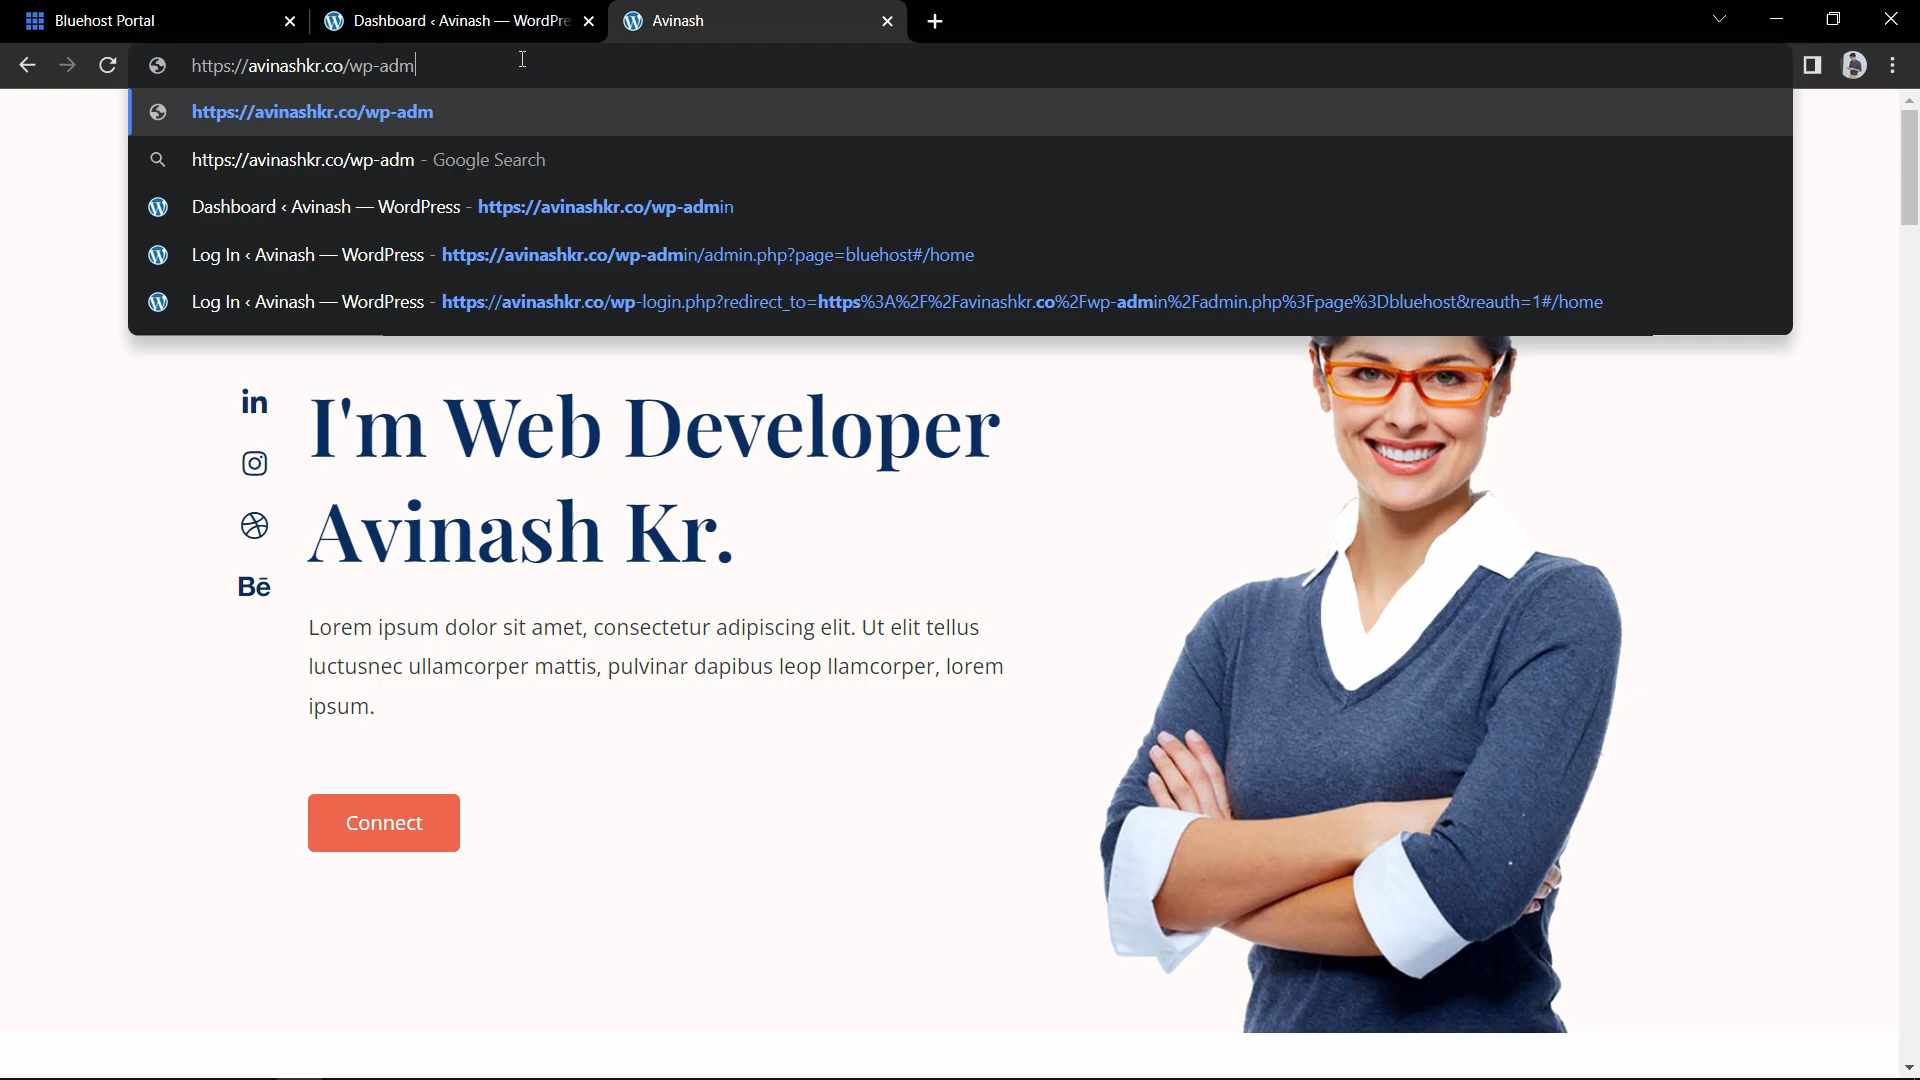 Bluehost Portal
Dashboard ‹ Avinash — WordPre
Avinash
https://avinashkr.co/wp-adm
https://avinashkr.co/wp-adm
https://avinashkr.co/wp-adm - Google Search
Dashboard ‹ Avinash — WordPress - https://avinashkr.co/wp-admin
Log In ‹ Avinash — WordPress - https://avinashkr.co/wp-admin/admin.php?page=bluehost#/home
Log In ‹ Avinash — WordPress - https://avinashkr.co/wp-login.php?redirect_to=https%3A%2F%2Favinashkr.co%2Fwp-admin%2Fadmin.php%3Fpage%3Dbluehost&reauth=1#/home
in
I'm Web Developer
Avinash Kr.
Bē
Lorem ipsum dolor sit amet, consectetur adipiscing elit. Ut elit tellus
luctusnec ullamcorper mattis, pulvinar dapibus leop llamcorper, lorem
ipsum.
Connect